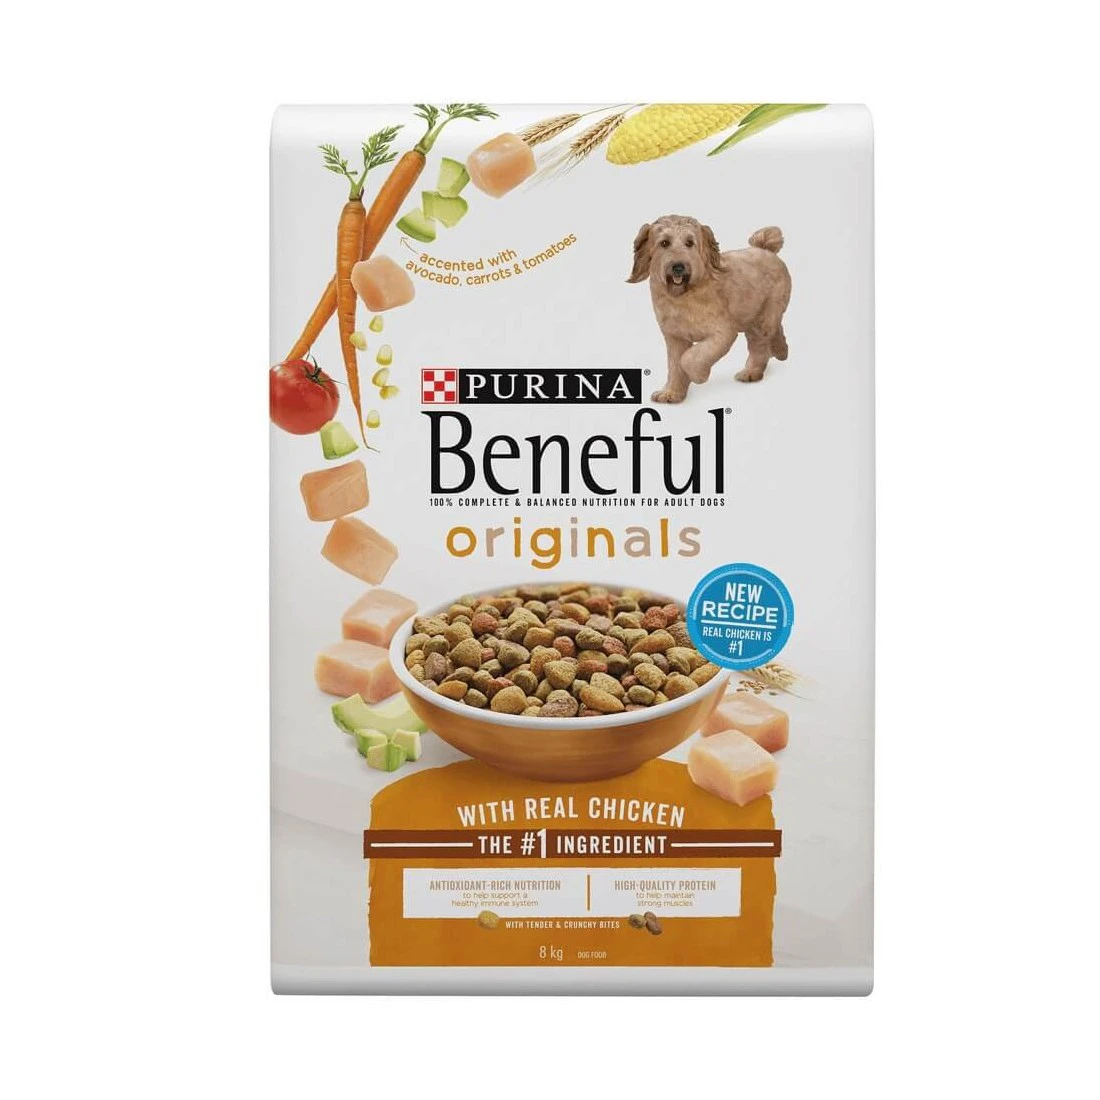 accented with
avocado, carrots & tomatoes
PURINA®
Beneful®
100% COMPLETE & BALANCED NUTRITION FOR ADULT DOGS
originals
NEW
RECIPE
REAL CHICKEN IS
#1
WITH REAL CHICKEN
THE #1 INGREDIENT
ANTIOXIDANT-RICH NUTRITION
to help support a
healthy immune system
HIGH-QUALITY PROTEIN
to help maintain
strong muscles
WITH TENDER & CRUNCHY BITES
8 kg DOG FOOD